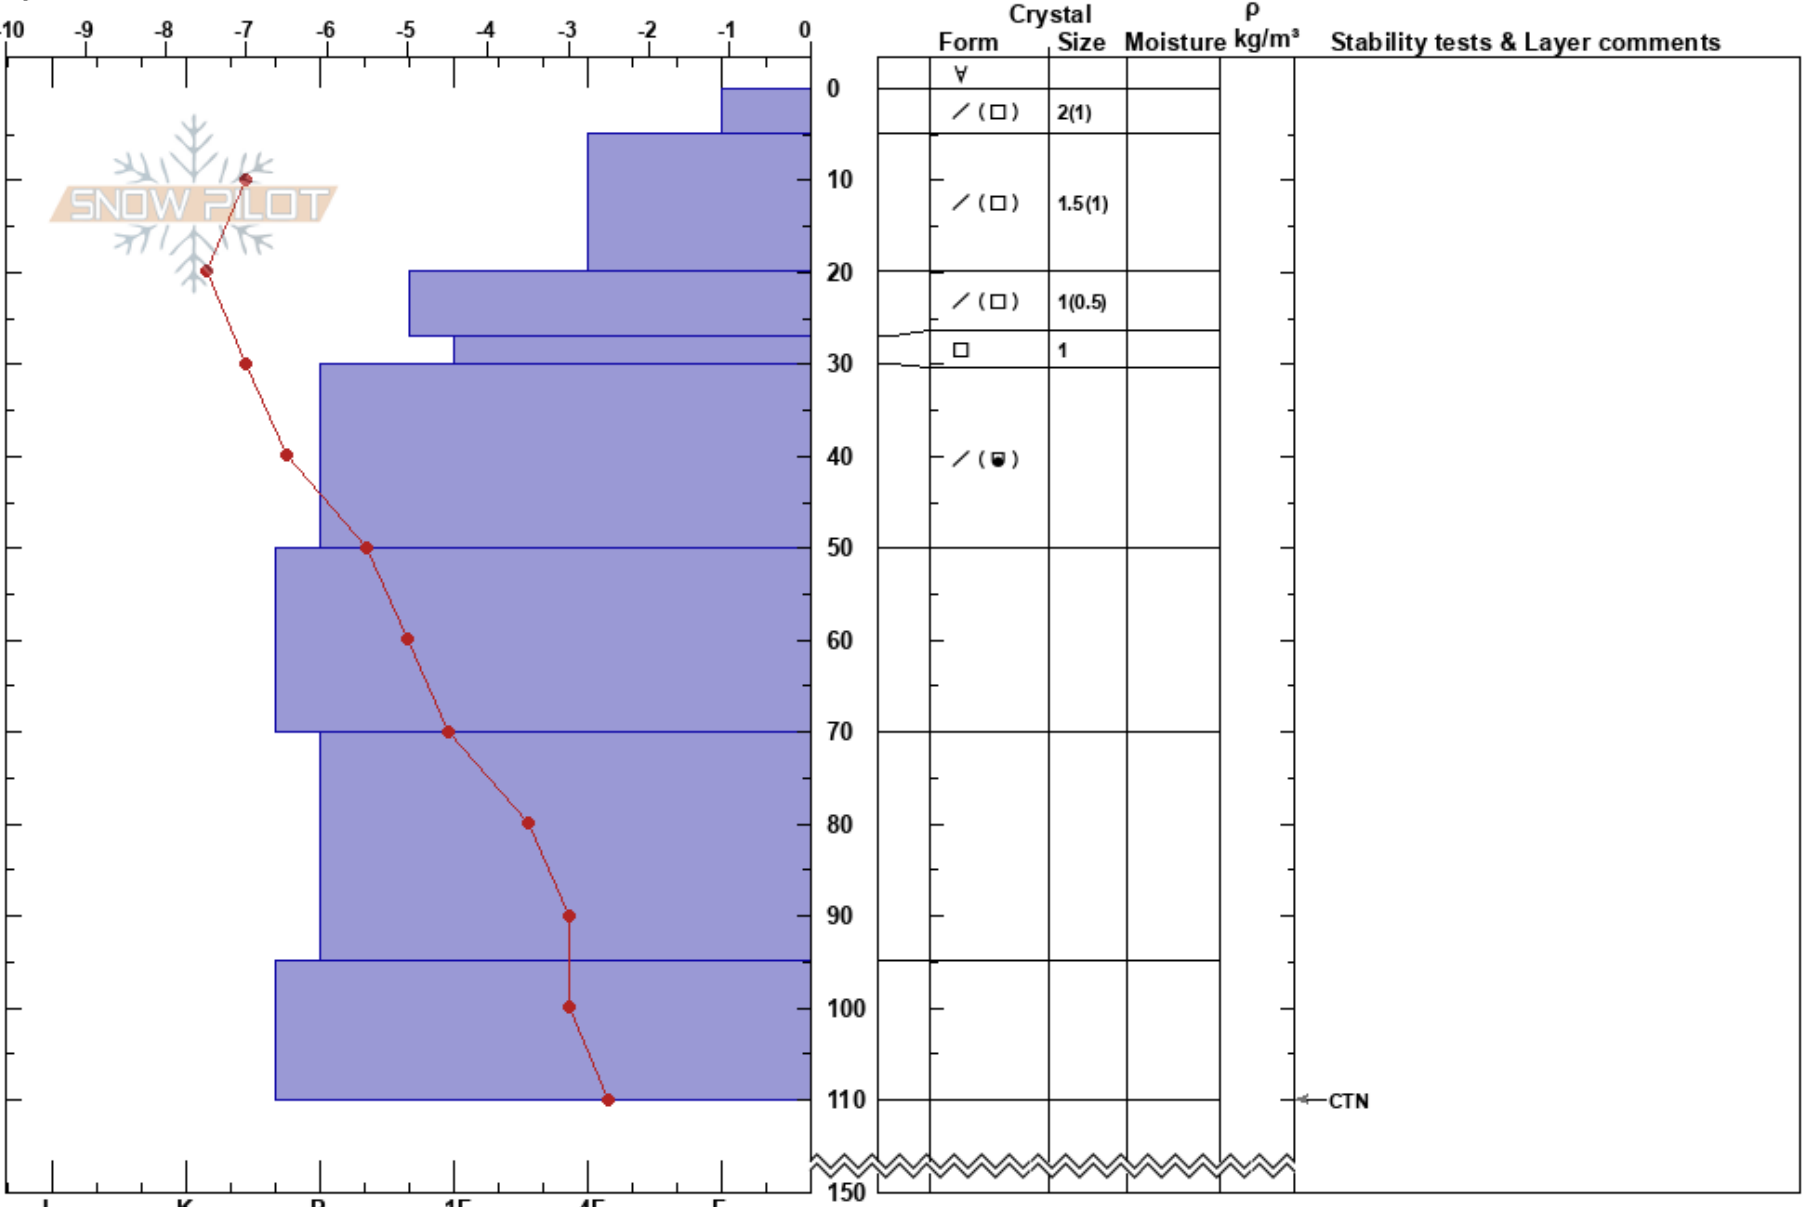 Crystal ρ
-10 -9 -8 -7 -6 -5 -4 -3 -2 -1 0 Form Size Moisture kg/m³ Stability tests & Layer comments
∀
0
/ (□) 2(1)
10
SNOW PILOT
/ (□) 1.5(1)
20
/ (□) 1(0.5)
□ 1
30
40
/ ( )
50
60
70
80
90
100
110 CTN
150
I K P 1F 4F F